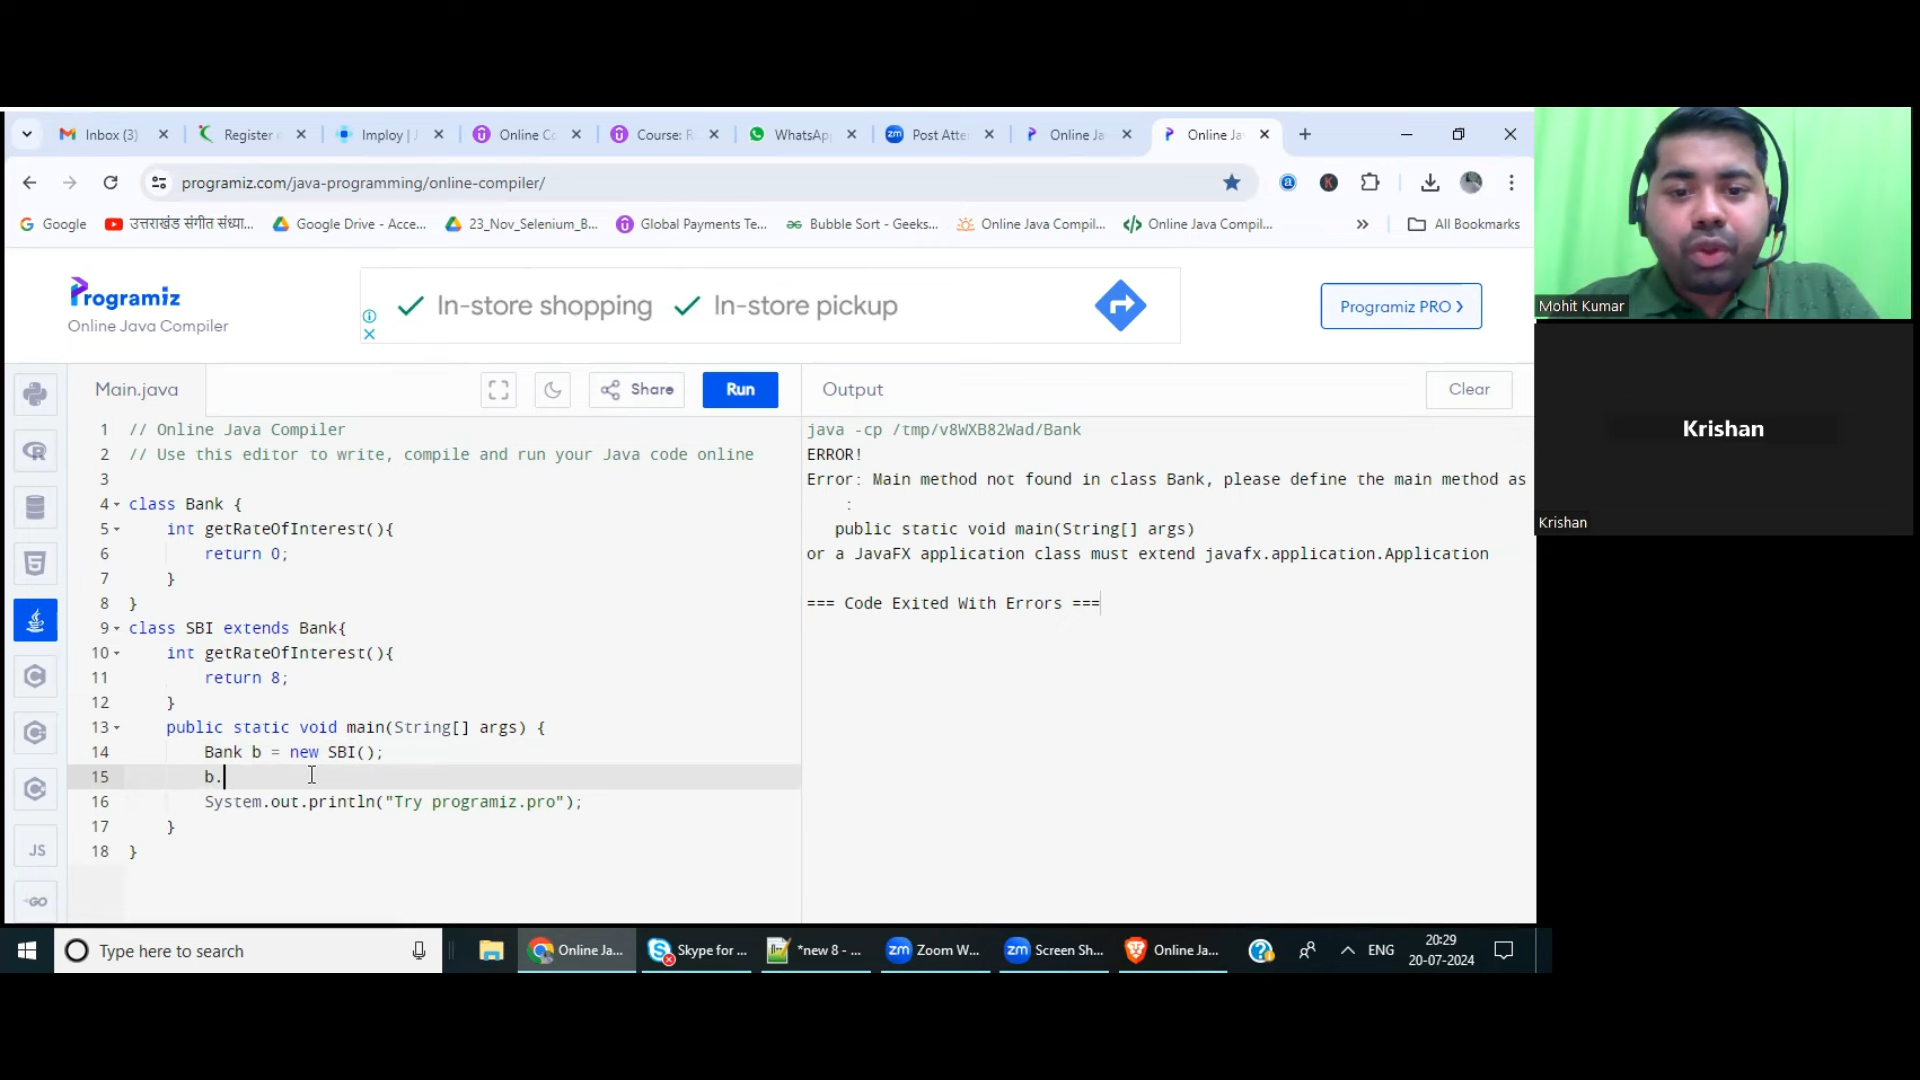 Inbox (3)
Register
Imploy | J
Online Co
Course: R
WhatsApp
Post Atte
Online Ja
Online Ja
programiz.com/java-programming/online-compiler/
Google
उत्तराखंड संगीत संध्या...
Google Drive - Acce...
23_Nov_Selenium_B...
Global Payments Te...
Bubble Sort - Geeks...
Online Java Compil...
Online Java Compil...
All Bookmarks
Programiz
Online Java Compiler
In-store shopping
In-store pickup
Programiz PRO
Main.java
Share
Run
Output
Clear
1 // Online Java Compiler
2 // Use this editor to write, compile and run your Java code online
3
4 class Bank {
5 int getRateOfInterest(){
6 return 0;
7 }
8 }
9 class SBI extends Bank{
10 int getRateOfInterest(){
11 return 8;
12 }
13 public static void main(String[] args) {
14 Bank b = new SBI();
15 b.
16 System.out.println("Try programiz.pro");
17 }
18 }
java -cp /tmp/v8WXB82Wad/Bank
ERROR!
Error: Main method not found in class Bank, please define the main method as
:
public static void main(String[] args)
or a JavaFX application class must extend javafx.application.Application
=== Code Exited With Errors ===
JS
GO
Mohit Kumar
Krishan
Krishan
Type here to search
Online Ja...
Skype for ...
*new 8 - ...
zm Zoom W...
zm Screen Sh...
Online Ja...
ENG
20:29
20-07-2024